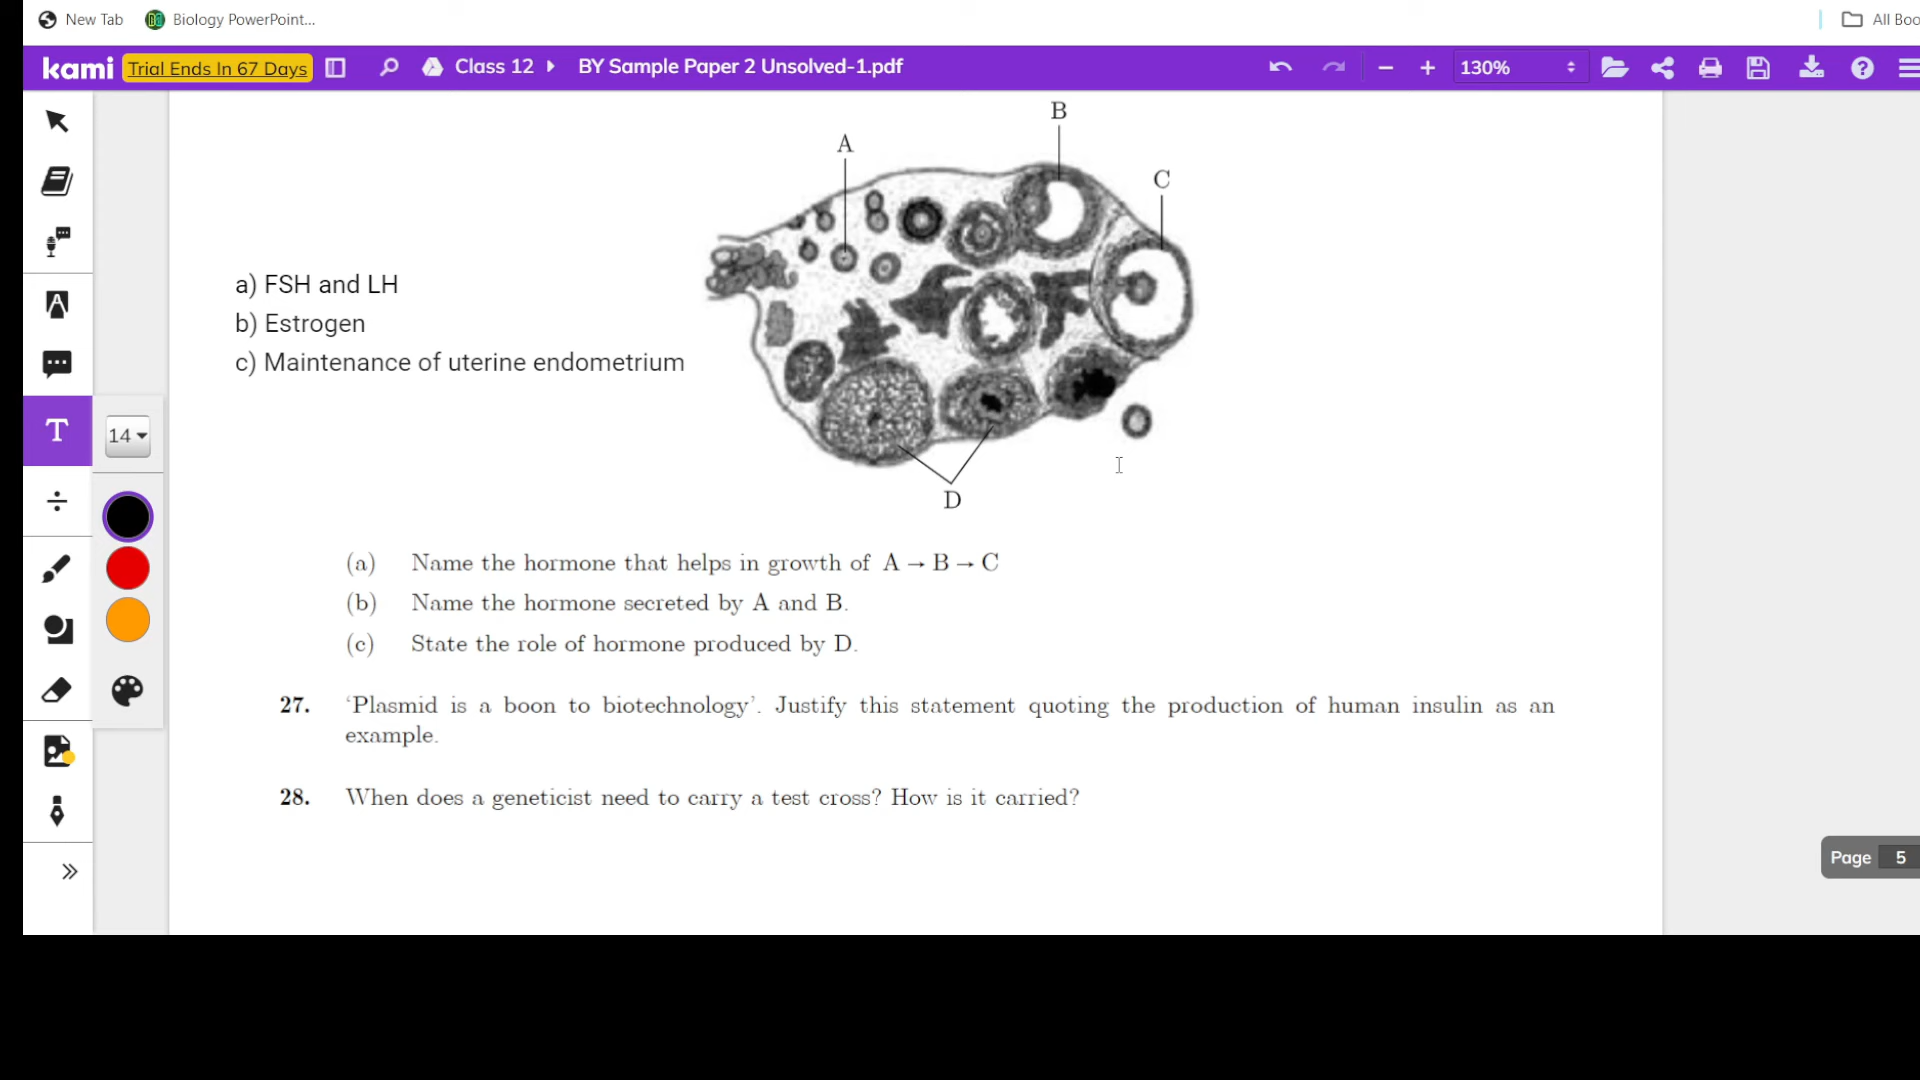 New Tab
Biology PowerPoint...
All Boo
kami
Trial Ends In 67 Days
Class 12
BY Sample Paper 2 Unsolved-1.pdf
130%
B
A
C
a) FSH and LH
b) Estrogen
c) Maintenance of uterine endometrium
T
14
D
(a) Name the hormone that helps in growth of A → B → C
(b) Name the hormone secreted by A and B.
(c) State the role of hormone produced by D.
27. ‘Plasmid is a boon to biotechnology’. Justify this statement quoting the production of human insulin as an
example.
28. When does a geneticist need to carry a test cross? How is it carried?
Page 5